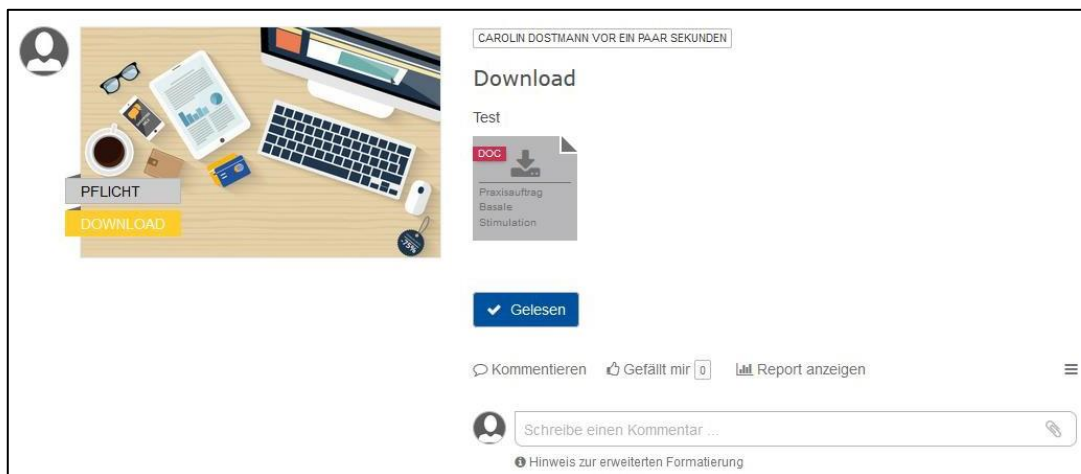 CAROLIN DOSTMANN VOR EIN PAAR SEKUNDEN
Download
Test
DOC
Praxisauftrag
Basale
Stimulation
PFLICHT
DOWNLOAD
-75%
Gelesen
Kommentieren Gefällt mir 0 Report anzeigen
Schreibe einen Kommentar ...
Hinweis zur erweiterten Formatierung